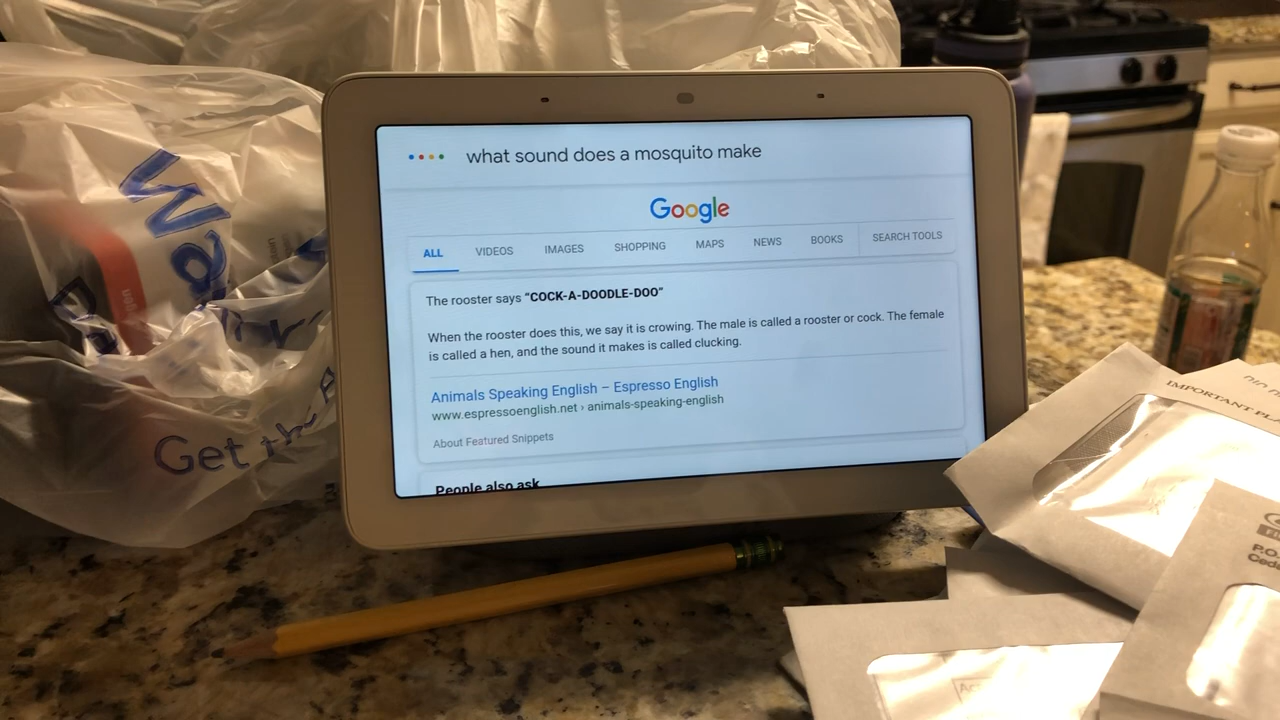 what sound does a mosquito make
Google
ALL VIDEOS IMAGES SHOPPING MAPS NEWS BOOKS SEARCH TOOLS
The rooster says “COCK-A-DOODLE-DOO”
When the rooster does this, we say it is crowing. The male is called a rooster or cock. The female
is called a hen, and the sound it makes is called clucking.
Animals Speaking English – Espresso English
www.espressoenglish.net › animals-speaking-english
About Featured Snippets
People also ask
Get the
IMPORTANT
P.O.